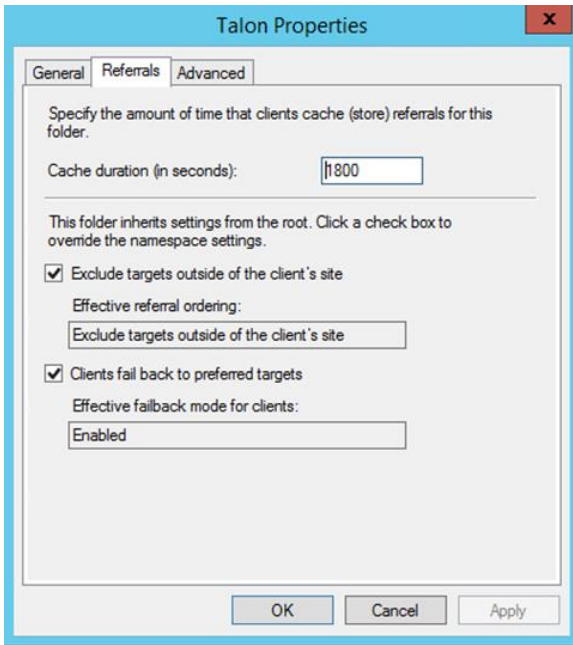 Talon Properties
x
General Referrals Advanced
Specify the amount of time that clients cache (store) referrals for this
folder.
Cache duration (in seconds): 1800
This folder inherits settings from the root. Click a check box to
override the namespace settings.
Exclude targets outside of the client's site
Effective referral ordering:
Exclude targets outside of the client's site
Clients fail back to preferred targets
Effective failback mode for clients:
Enabled
OK Cancel Apply